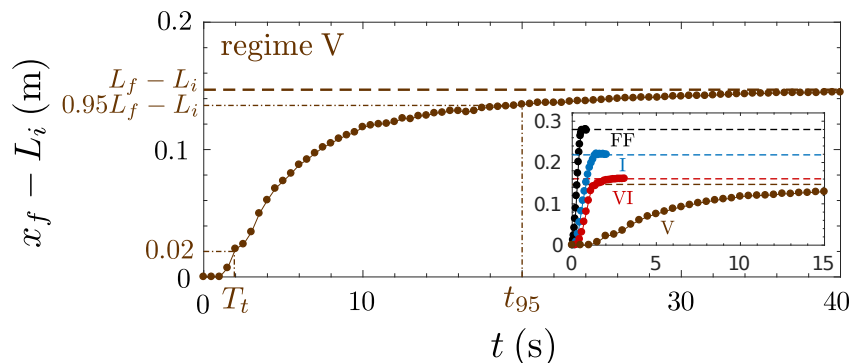 0.2
regime V
L_f − L_i
0.95L_f − L_i
0.1
0.02
0
x_f − L_i (m)
0.3
0.2
0.1
0
FF
I
VI
V
0 5 10 15
0 T_t 10 t_95 30 40
t (s)